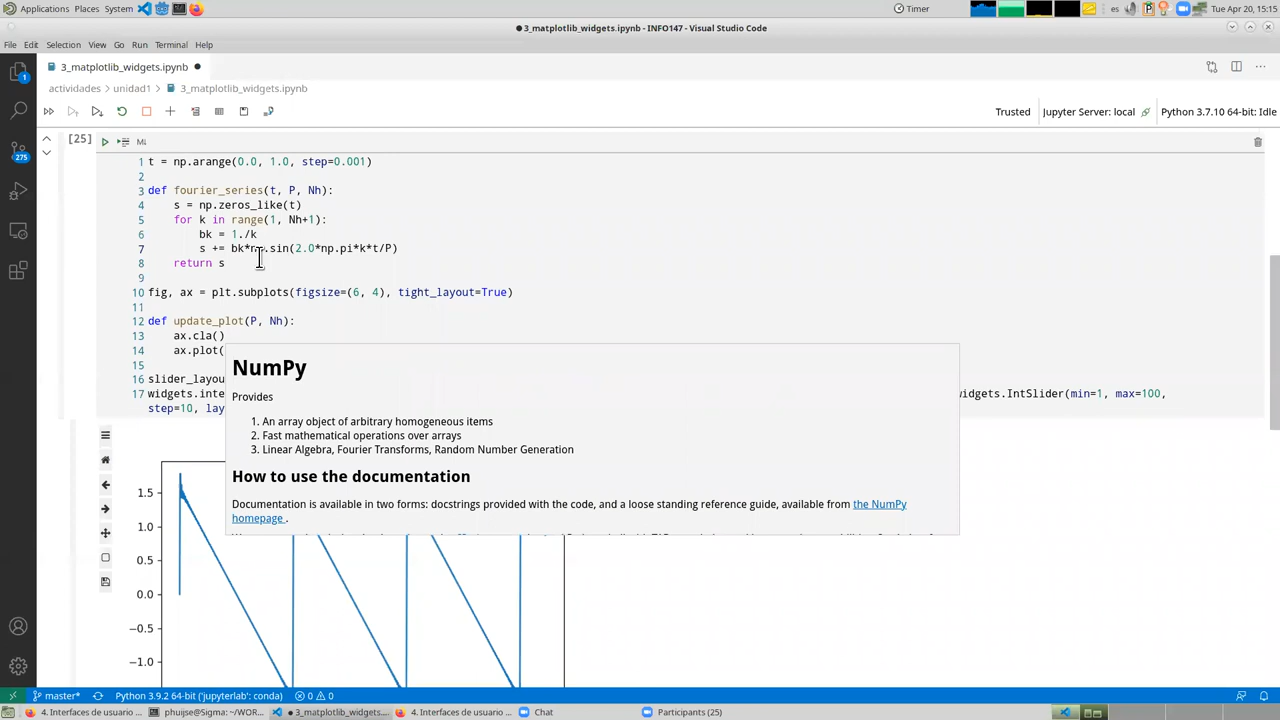 Applications Places System
Timer
es
Tue Apr 20, 15:15
3_matplotlib_widgets.ipynb - INFO147 - Visual Studio Code
File Edit Selection View Go Run Terminal Help
3_matplotlib_widgets.ipynb
actividades › unidad1 › 3_matplotlib_widgets.ipynb
Trusted
Jupyter Server: local
Python 3.7.10 64-bit: Idle
[25]
1 t = np.arange(0.0, 1.0, step=0.001)
2
3 def fourier_series(t, P, Nh):
4 s = np.zeros_like(t)
5 for k in range(1, Nh+1):
6 bk = 1./k
7 s += bk*np.sin(2.0*np.pi*k*t/P)
8 return s
9
10 fig, ax = plt.subplots(figsize=(6, 4), tight_layout=True)
11
12 def update_plot(P, Nh):
13 ax.cla()
14 ax.plot(
15
16 slider_layou
17 widgets.inte
idgets.IntSlider(min=1, max=100,
step=10, lay
NumPy
Provides
1. An array object of arbitrary homogeneous items
2. Fast mathematical operations over arrays
3. Linear Algebra, Fourier Transforms, Random Number Generation
How to use the documentation
Documentation is available in two forms: docstrings provided with the code, and a loose standing reference guide, available from the NumPy
homepage .
1.5
1.0
0.5
0.0
−0.5
−1.0
1
275
master*
Python 3.9.2 64-bit ('jupyterlab': conda)
0
0
4. Interfaces de usuario ...
phuijse@Sigma: ~/WOR...
3_matplotlib_widgets....
4. Interfaces de usuario ...
Chat
Participants (25)